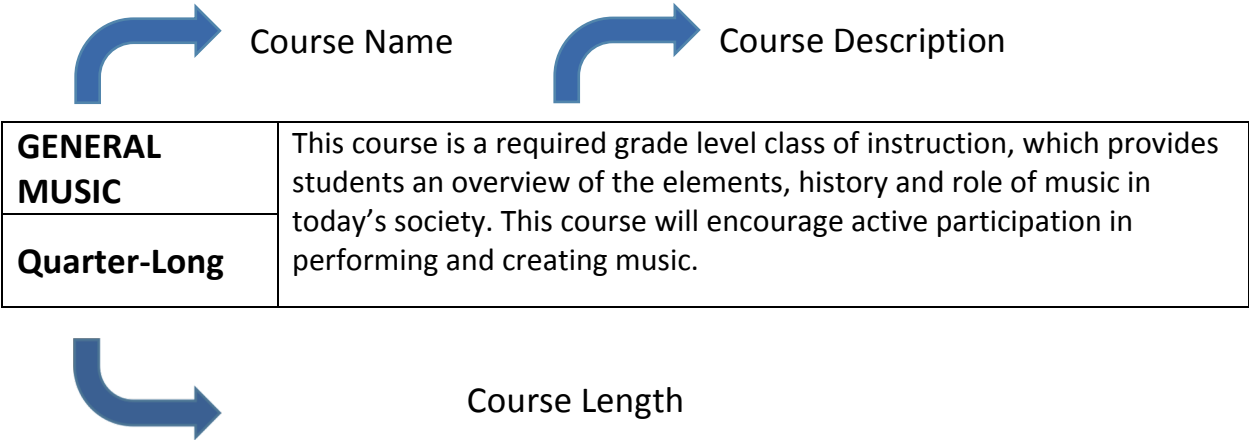 Course Name
Course Description
GENERAL
MUSIC
Quarter-Long
This course is a required grade level class of instruction, which provides
students an overview of the elements, history and role of music in
today’s society. This course will encourage active participation in
performing and creating music.
Course Length